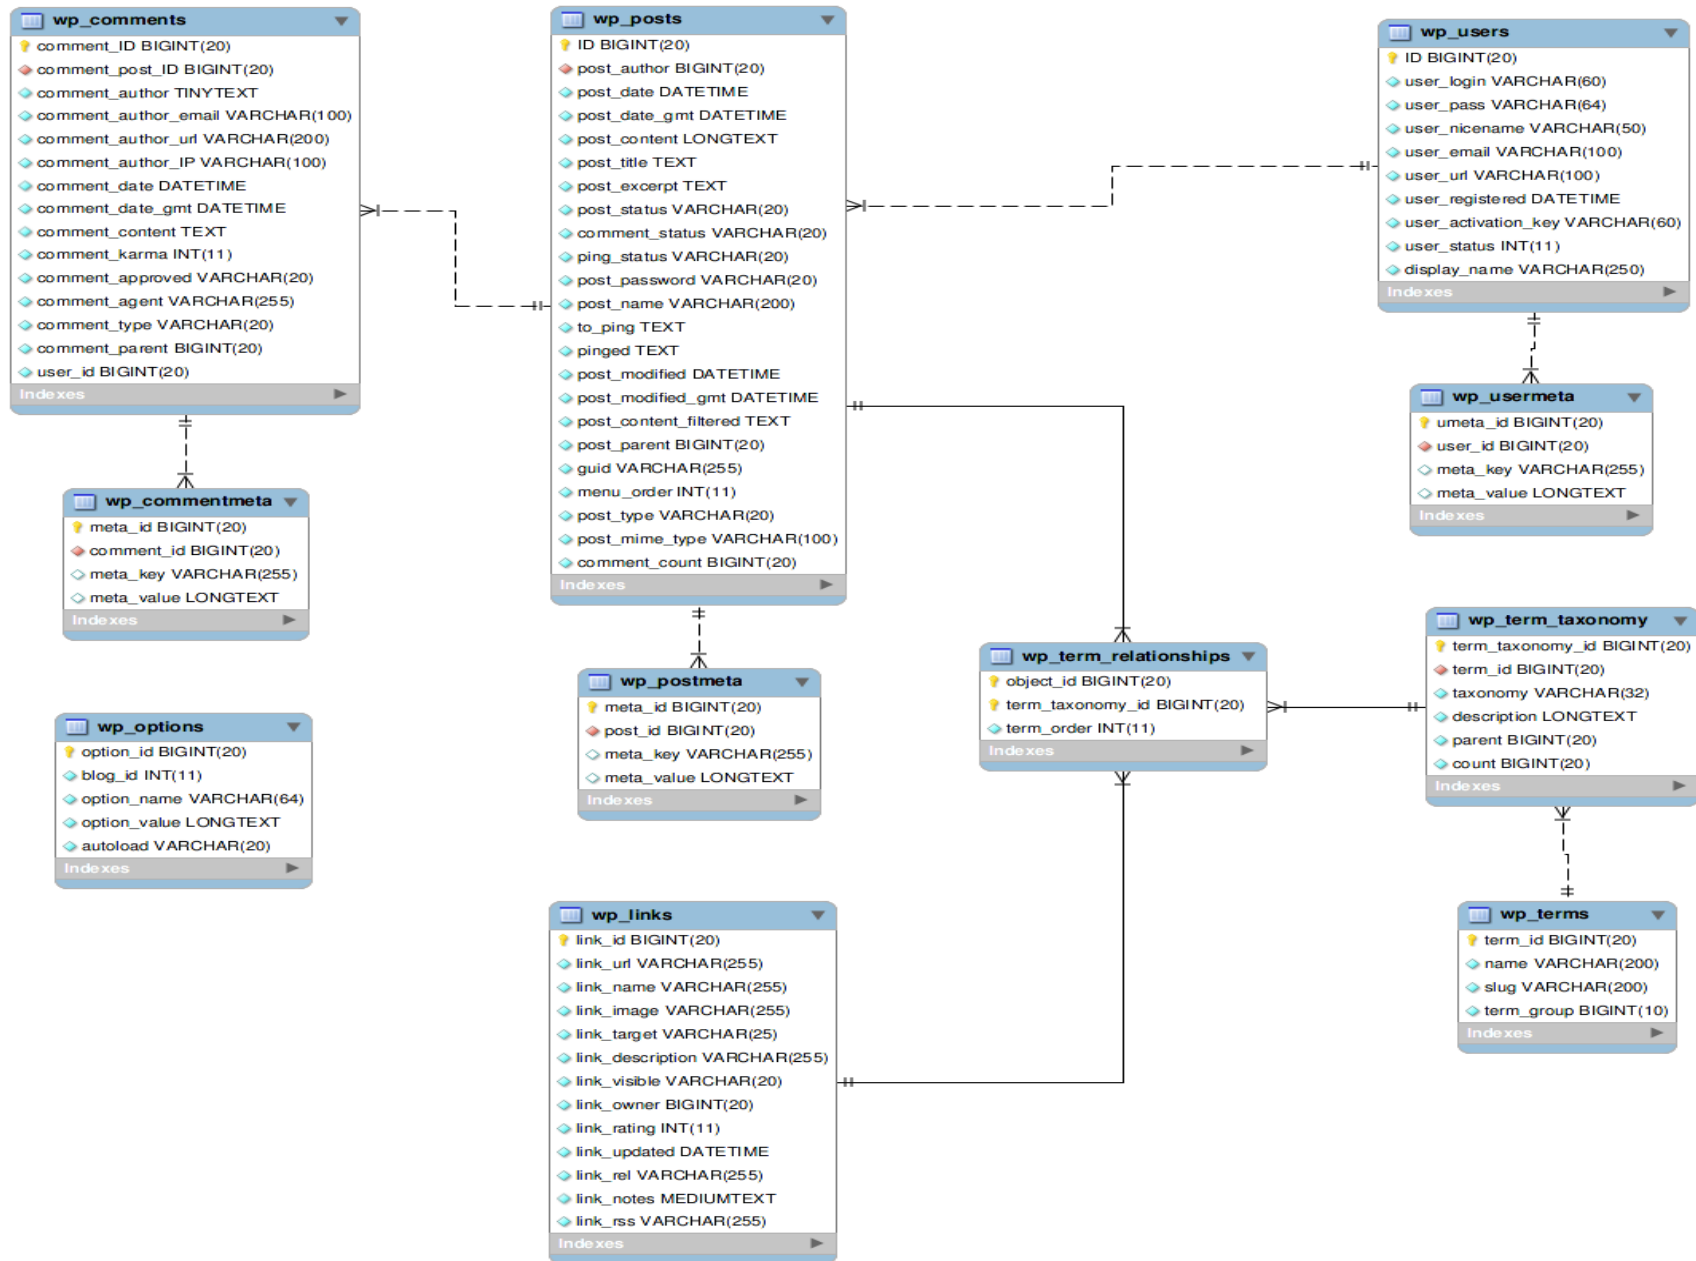 wp_comments
comment_ID BIGINT(20)
comment_post_ID BIGINT(20)
comment_author TINYTEXT
comment_author_email VARCHAR(100)
comment_author_url VARCHAR(200)
comment_author_IP VARCHAR(100)
comment_date DATETIME
comment_date_gmt DATETIME
comment_content TEXT
comment_karma INT(11)
comment_approved VARCHAR(20)
comment_agent VARCHAR(255)
comment_type VARCHAR(20)
comment_parent BIGINT(20)
user_id BIGINT(20)
Indexes
wp_commentmeta
meta_id BIGINT(20)
comment_id BIGINT(20)
meta_key VARCHAR(255)
meta_value LONGTEXT
Indexes
wp_options
option_id BIGINT(20)
blog_id INT(11)
option_name VARCHAR(64)
option_value LONGTEXT
autoload VARCHAR(20)
Indexes
wp_posts
ID BIGINT(20)
post_author BIGINT(20)
post_date DATETIME
post_date_gmt DATETIME
post_content LONGTEXT
post_title TEXT
post_excerpt TEXT
post_status VARCHAR(20)
comment_status VARCHAR(20)
ping_status VARCHAR(20)
post_password VARCHAR(20)
post_name VARCHAR(200)
to_ping TEXT
pinged TEXT
post_modified DATETIME
post_modified_gmt DATETIME
post_content_filtered TEXT
post_parent BIGINT(20)
guid VARCHAR(255)
menu_order INT(11)
post_type VARCHAR(20)
post_mime_type VARCHAR(100)
comment_count BIGINT(20)
Indexes
wp_postmeta
meta_id BIGINT(20)
post_id BIGINT(20)
meta_key VARCHAR(255)
meta_value LONGTEXT
Indexes
wp_links
link_id BIGINT(20)
link_url VARCHAR(255)
link_name VARCHAR(255)
link_image VARCHAR(255)
link_target VARCHAR(25)
link_description VARCHAR(255)
link_visible VARCHAR(20)
link_owner BIGINT(20)
link_rating INT(11)
link_updated DATETIME
link_rel VARCHAR(255)
link_notes MEDIUMTEXT
link_rss VARCHAR(255)
Indexes
wp_term_relationships
object_id BIGINT(20)
term_taxonomy_id BIGINT(20)
term_order INT(11)
Indexes
wp_users
ID BIGINT(20)
user_login VARCHAR(60)
user_pass VARCHAR(64)
user_nicename VARCHAR(50)
user_email VARCHAR(100)
user_url VARCHAR(100)
user_registered DATETIME
user_activation_key VARCHAR(60)
user_status INT(11)
display_name VARCHAR(250)
Indexes
wp_usermeta
umeta_id BIGINT(20)
user_id BIGINT(20)
meta_key VARCHAR(255)
meta_value LONGTEXT
Indexes
wp_term_taxonomy
term_taxonomy_id BIGINT(20)
term_id BIGINT(20)
taxonomy VARCHAR(32)
description LONGTEXT
parent BIGINT(20)
count BIGINT(20)
Indexes
wp_terms
term_id BIGINT(20)
name VARCHAR(200)
slug VARCHAR(200)
term_group BIGINT(10)
Indexes